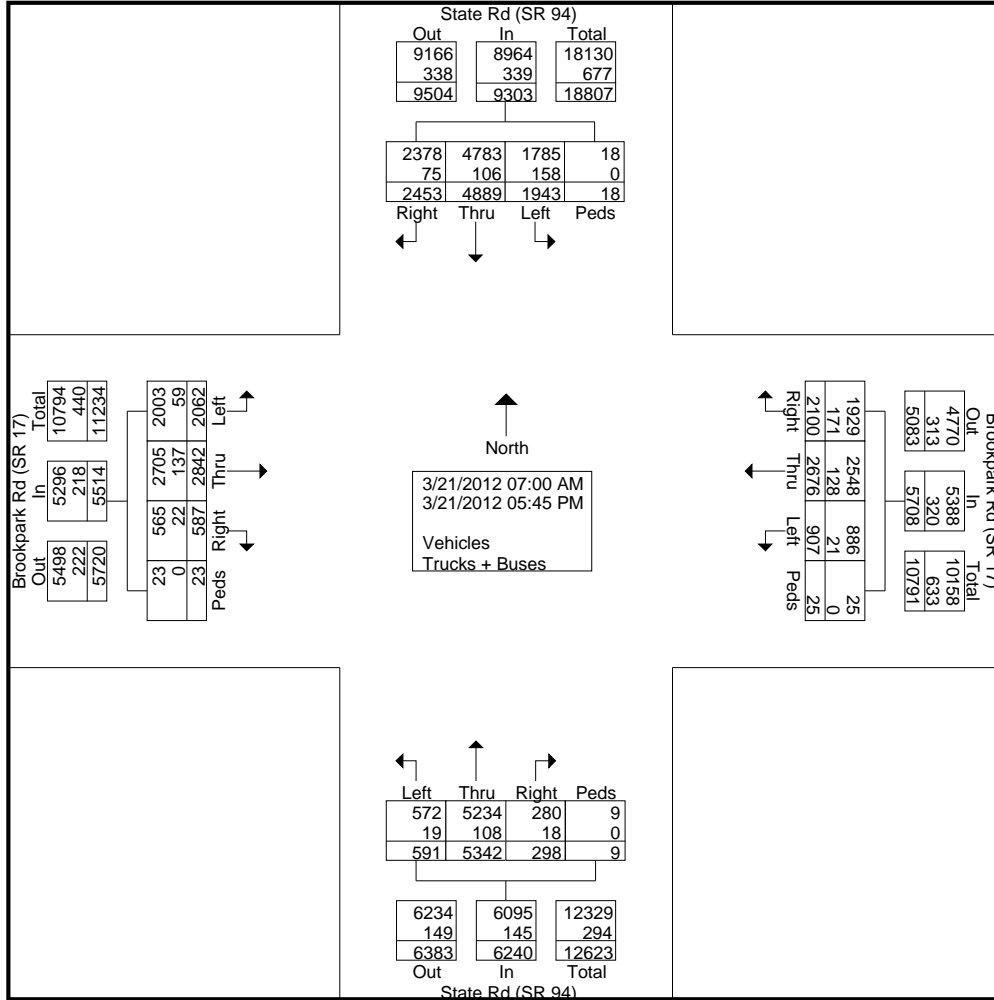 State Rd (SR 94)
Out In Total
9166 8964 18130
338 339 677
9504 9303 18807
2378 4783 1785 18
75 106 158 0
2453 4889 1943 18
Right Thru Left Peds
Brookpark Rd (SR 17)
Total In Out
10794 5296 5498
440 218 222
11234 5514 5720
2003 2705 565 23
59 137 22 0
2062 2842 587 23
Left Thru Right Peds
North
3/21/2012 07:00 AM
3/21/2012 05:45 PM
Vehicles
Trucks + Buses
Right Thru Left Peds
1929 2548 886 25
171 128 21 0
2100 2676 907 25
Brookpark Rd (SR 17)
Out In Total
4770 5388 10158
313 320 633
5083 5708 10791
Left Thru Right Peds
572 5234 280 9
19 108 18 0
591 5342 298 9
6234 6095 12329
149 145 294
6383 6240 12623
Out In Total
State Rd (SR 94)